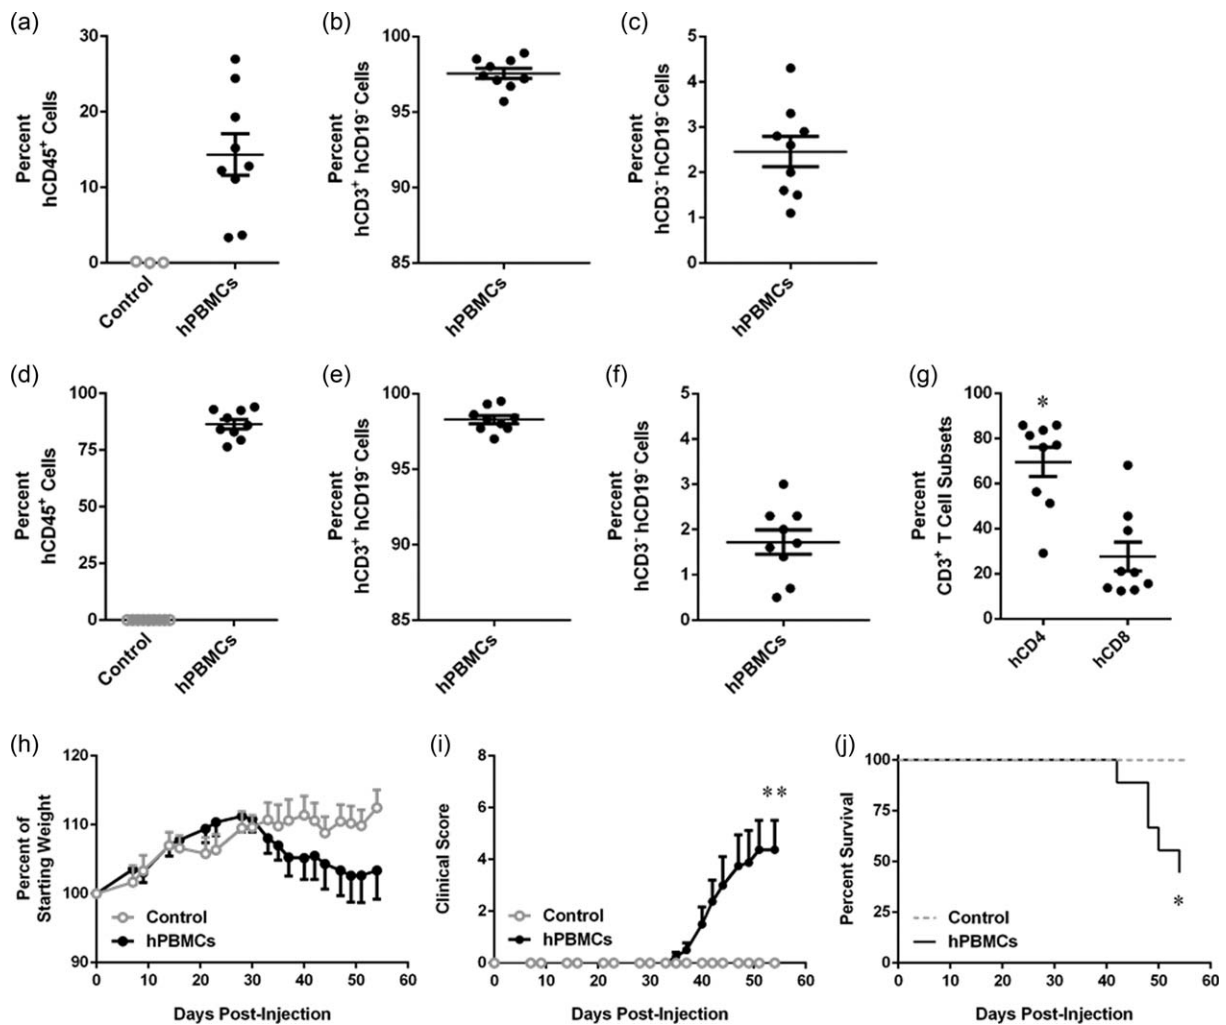 (a)
30
20
10
0
Percent
hCD45+ Cells
Control
hPBMCs
(b)
100
95
90
85
Percent
hCD3+ hCD19- Cells
hPBMCs
(c)
5
4
3
2
1
0
Percent
hCD3- hCD19- Cells
hPBMCs
(d)
100
75
50
25
0
Percent
hCD45+ Cells
Control
hPBMCs
(e)
100
95
90
85
Percent
hCD3+ hCD19- Cells
hPBMCs
(f)
5
4
3
2
1
0
Percent
hCD3- hCD19- Cells
hPBMCs
(g)
100
80
60
40
20
0
Percent
CD3+ T Cell Subsets
*
hCD4
hCD8
(h)
120
110
100
90
Percent of
Starting Weight
Control
hPBMCs
0 10 20 30 40 50 60
Days Post-Injection
(i)
8
6
4
2
0
Clinical Score
**
Control
hPBMCs
0 20 40 60
Days Post-Injection
(j)
100
75
50
25
0
Percent Survival
*
Control
hPBMCs
0 10 20 30 40 50 60
Days Post-Injection